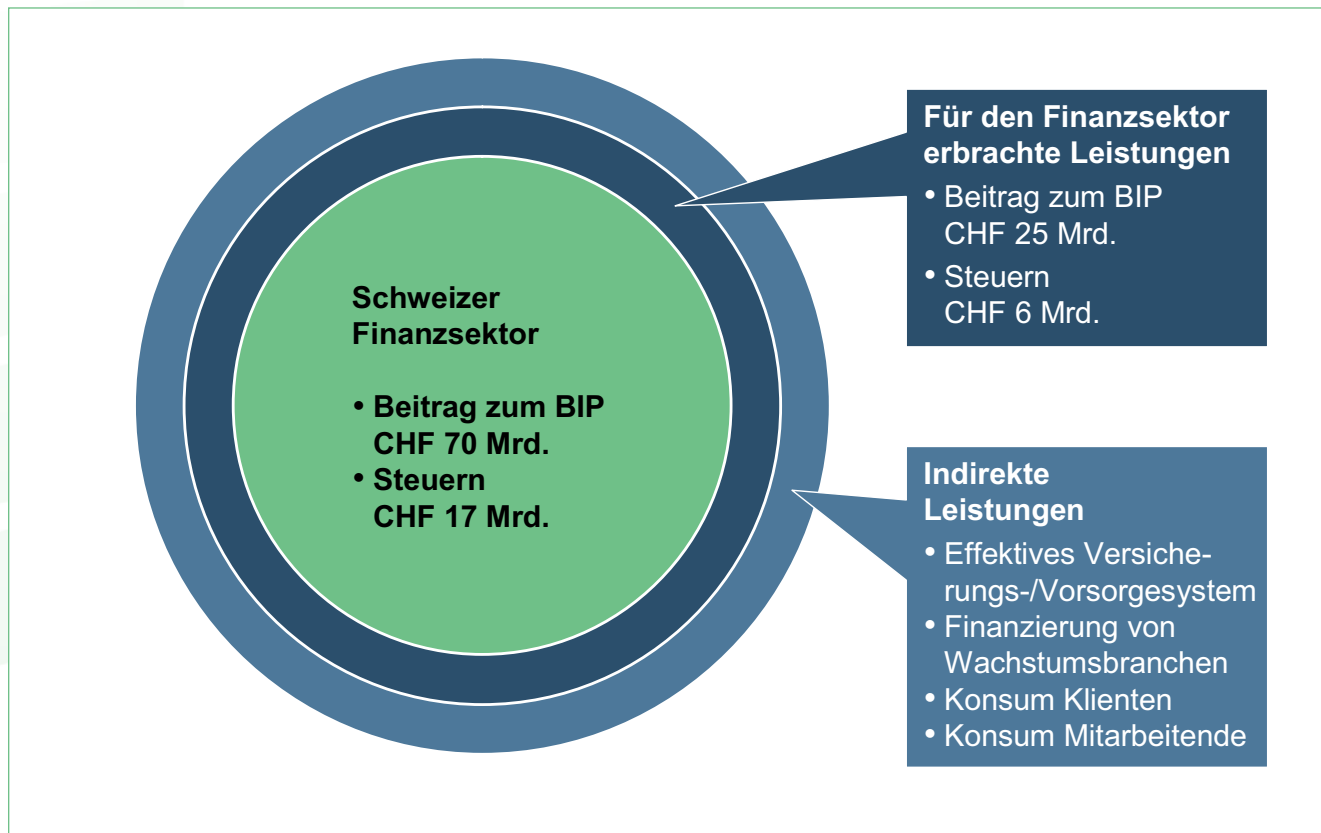 Schweizer
Finanzsektor
• Beitrag zum BIP
CHF 70 Mrd.
• Steuern
CHF 17 Mrd.
Für den Finanzsektor
erbrachte Leistungen
• Beitrag zum BIP
CHF 25 Mrd.
• Steuern
CHF 6 Mrd.
Indirekte
Leistungen
• Effektives Versiche-
rungs-/Vorsorgesystem
• Finanzierung von
Wachstumsbranchen
• Konsum Klienten
• Konsum Mitarbeitende